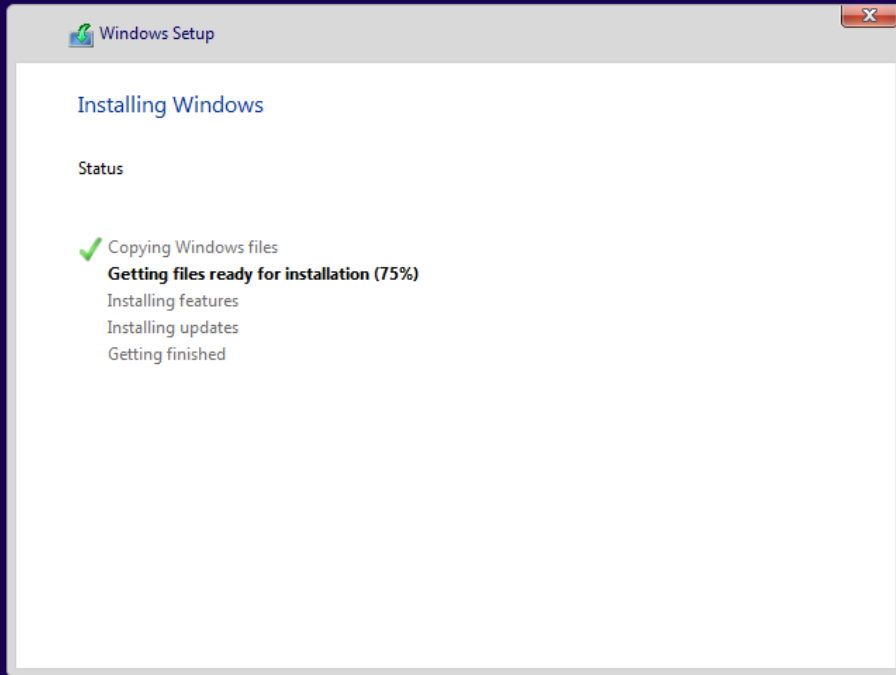 Windows Setup
Installing Windows
Status
Copying Windows files
Getting files ready for installation (75%)
Installing features
Installing updates
Getting finished